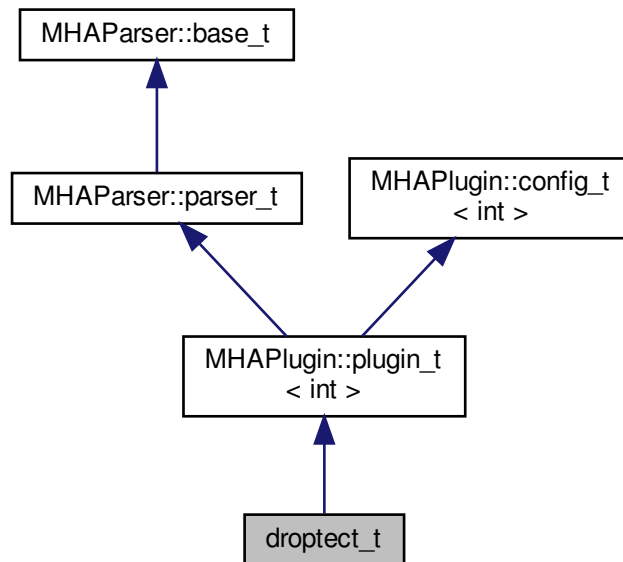 MHAParser::base_t
MHAParser::parser_t
MHAPlugin::config_t
< int >
MHAPlugin::plugin_t
< int >
droptect_t